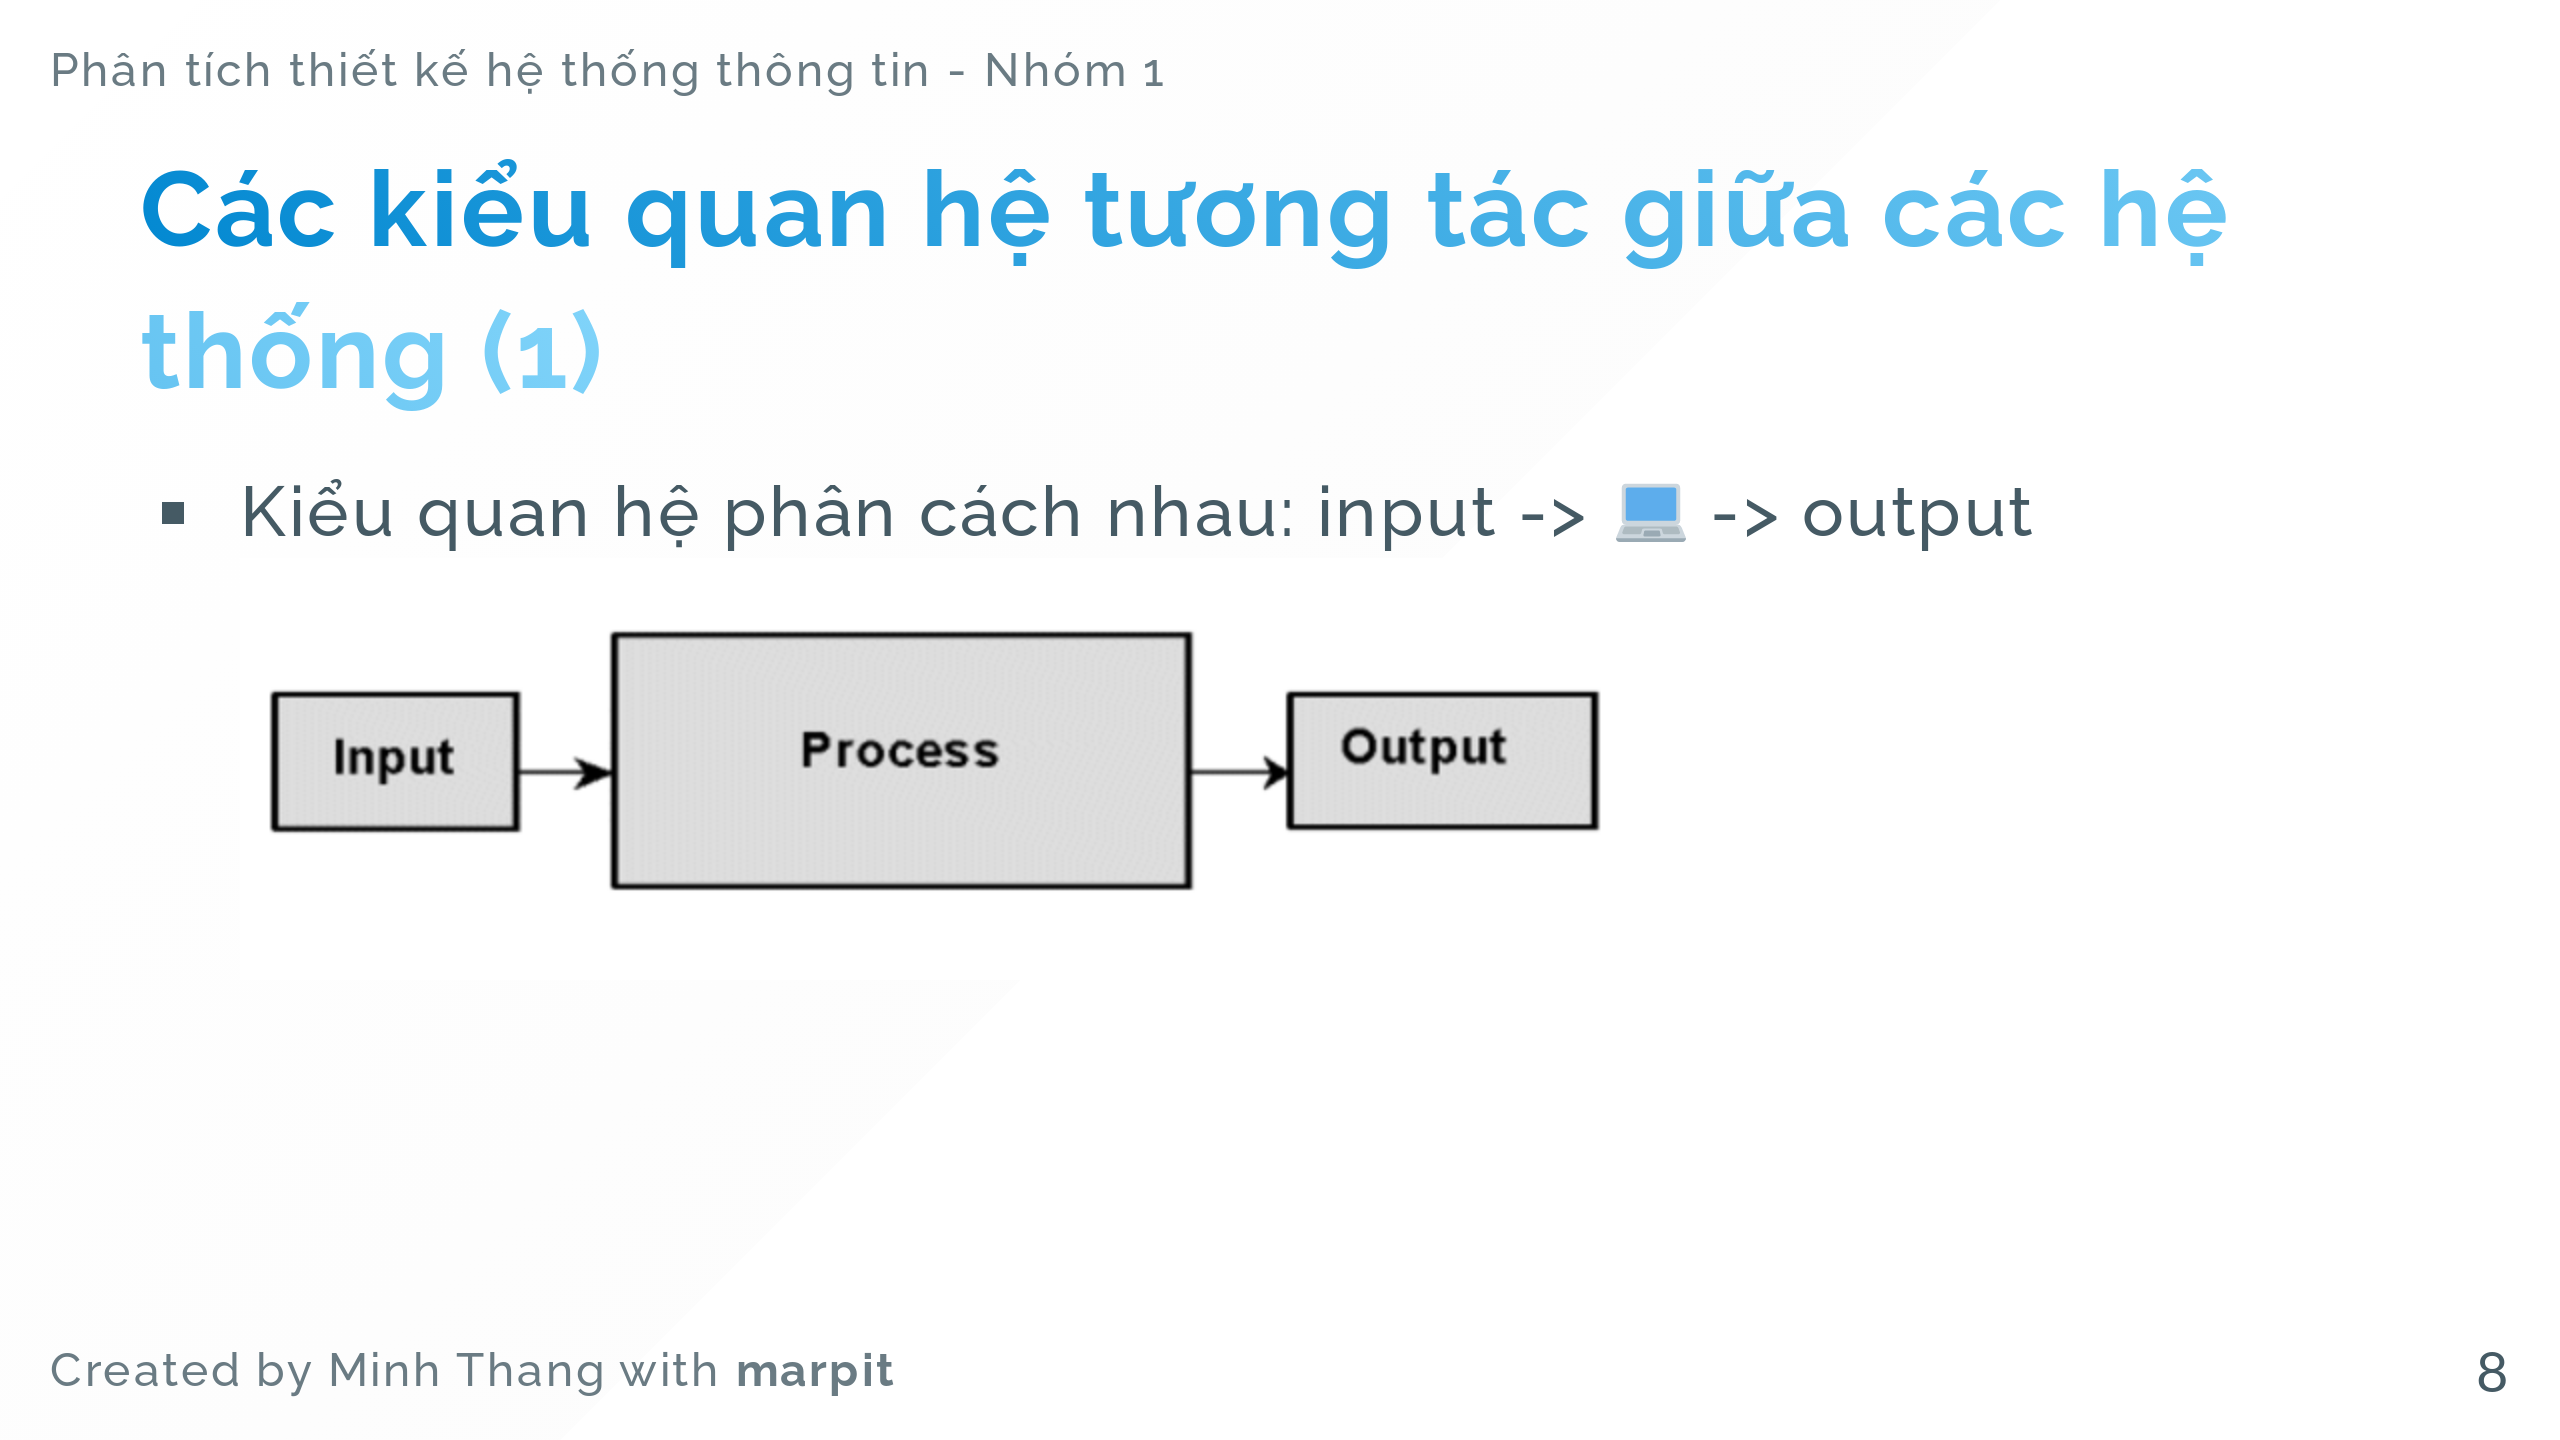 Phân tích thiết kế hệ thống thông tin - Nhóm 1
Các kiểu quan hệ tương tác giữa các hệ
thống (1)
▪ Kiểu quan hệ phân cách nhau: input -> 💻 -> output
Input
Process
Output
Created by Minh Thang with marpit
8